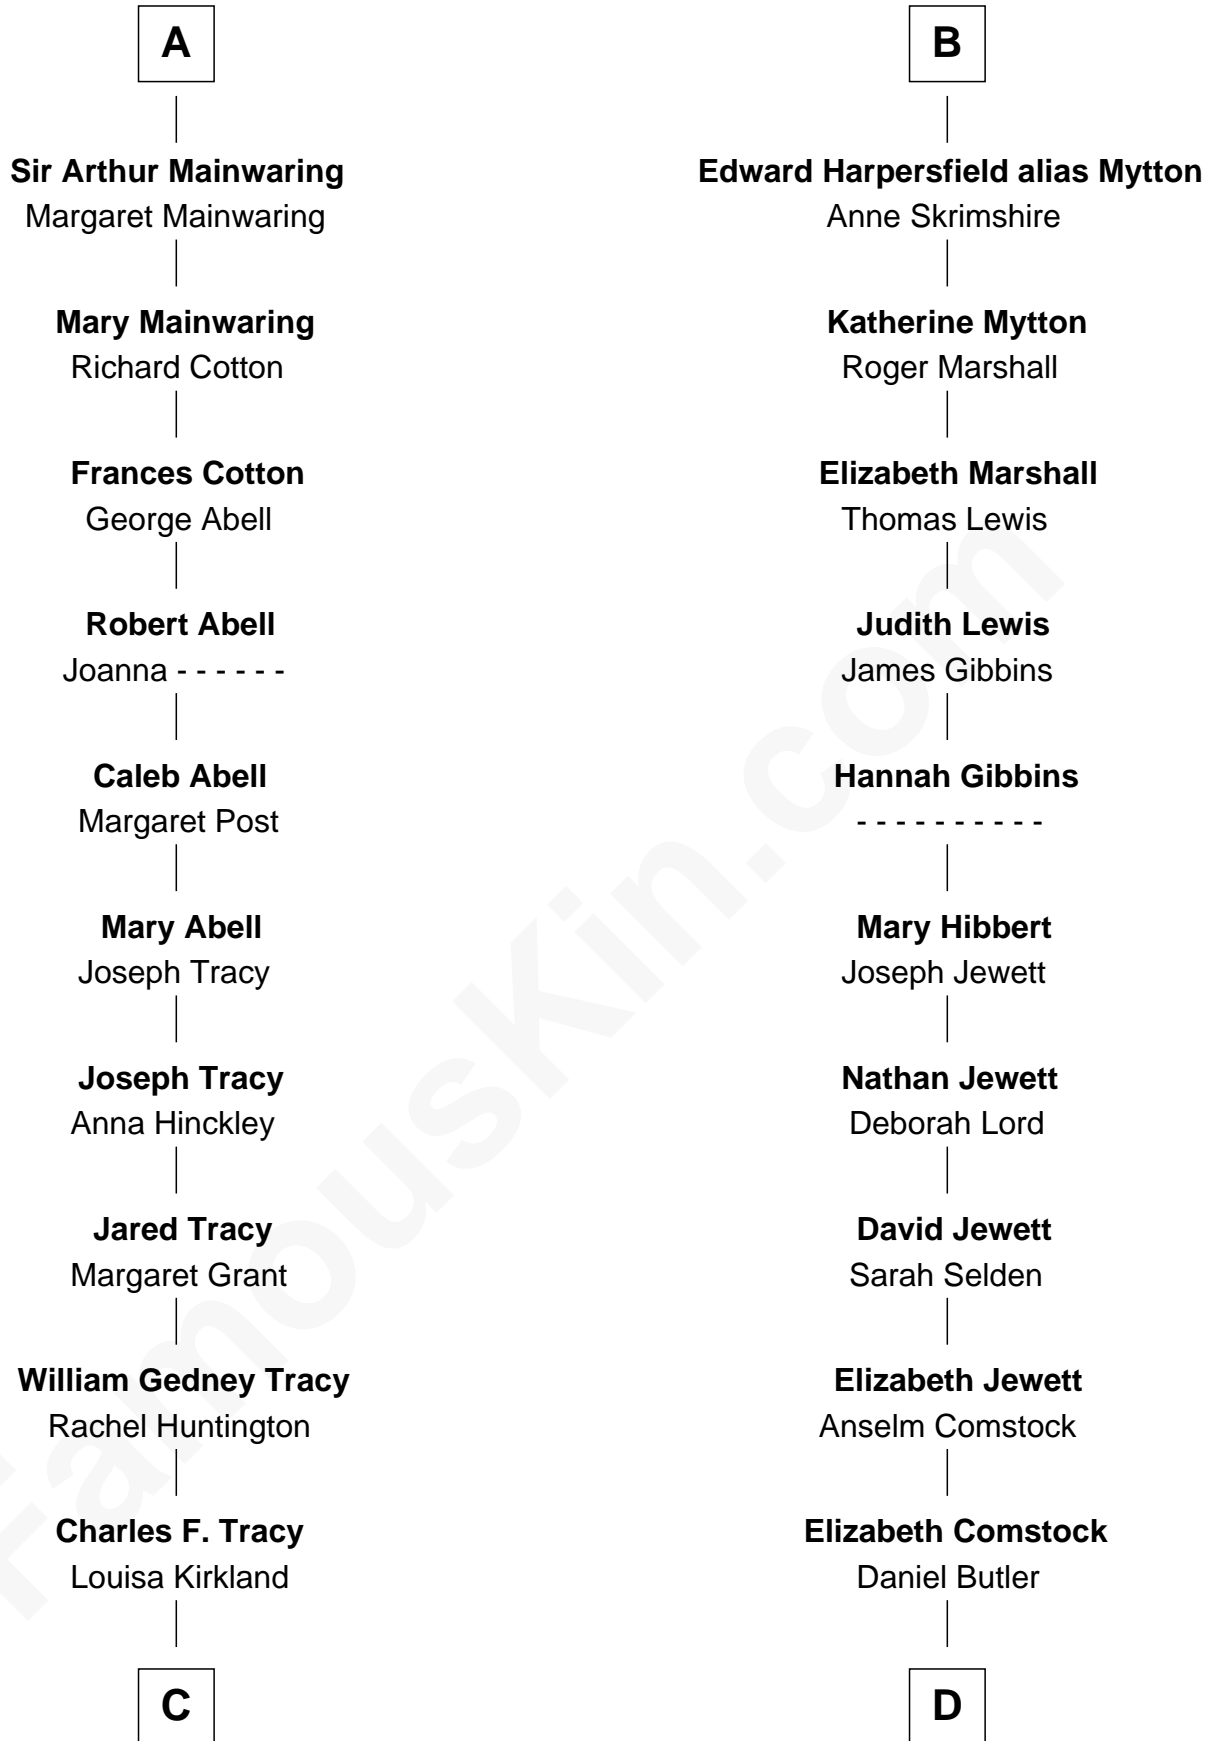 A
Sir Arthur Mainwaring
Margaret Mainwaring
Mary Mainwaring
Richard Cotton
Frances Cotton
George Abell
Robert Abell
Joanna - - - - - -
Caleb Abell
Margaret Post
Mary Abell
Joseph Tracy
Joseph Tracy
Anna Hinckley
Jared Tracy
Margaret Grant
William Gedney Tracy
Rachel Huntington
Charles F. Tracy
Louisa Kirkland
C
B
Edward Harpersfield alias Mytton
Anne Skrimshire
Katherine Mytton
Roger Marshall
Elizabeth Marshall
Thomas Lewis
Judith Lewis
James Gibbins
Hannah Gibbins
- - - - - - - - - -
Mary Hibbert
Joseph Jewett
Nathan Jewett
Deborah Lord
David Jewett
Sarah Selden
Elizabeth Jewett
Anselm Comstock
Elizabeth Comstock
Daniel Butler
D
FamousKin.com